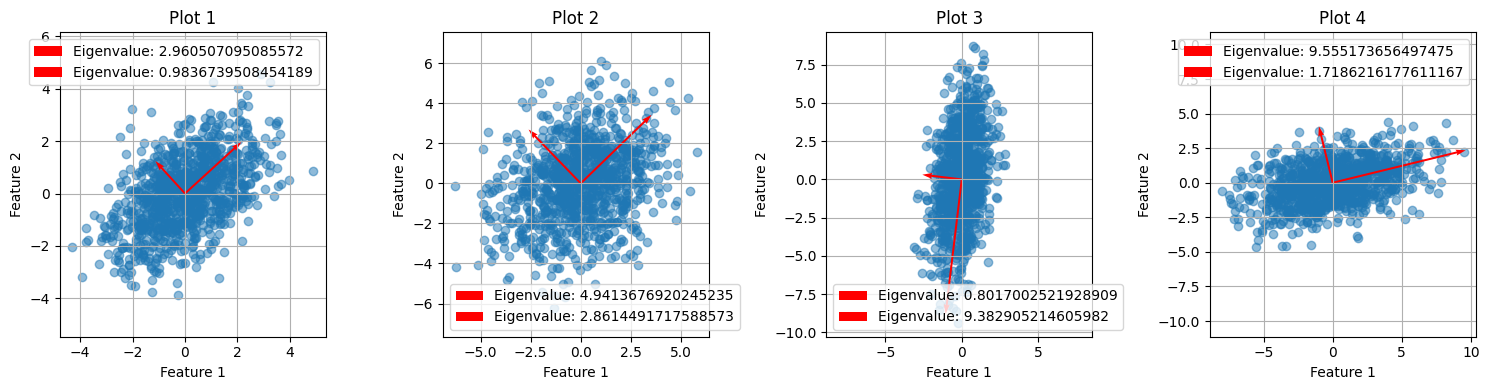 Plot 1
Feature 2
6
4
2
0
−2
−4
Eigenvalue: 2.960507095085572
Eigenvalue: 0.9836739508454189
−4
−2
0
2
4
Feature 1
Plot 2
Feature 2
6
4
2
0
−2
−4
−6
Eigenvalue: 4.9413676920245235
Eigenvalue: 2.8614491717588573
−5.0
−2.5
0.0
2.5
5.0
Feature 1
Plot 3
Feature 2
7.5
5.0
2.5
0.0
−2.5
−5.0
−7.5
−10.0
Eigenvalue: 0.8017002521928909
Eigenvalue: 9.382905214605982
−5
0
5
Feature 1
Plot 4
Feature 2
10.0
7.5
5.0
2.5
0.0
−2.5
−5.0
−7.5
−10.0
Eigenvalue: 9.555173656497475
Eigenvalue: 1.7186216177611167
−5
0
5
10
Feature 1